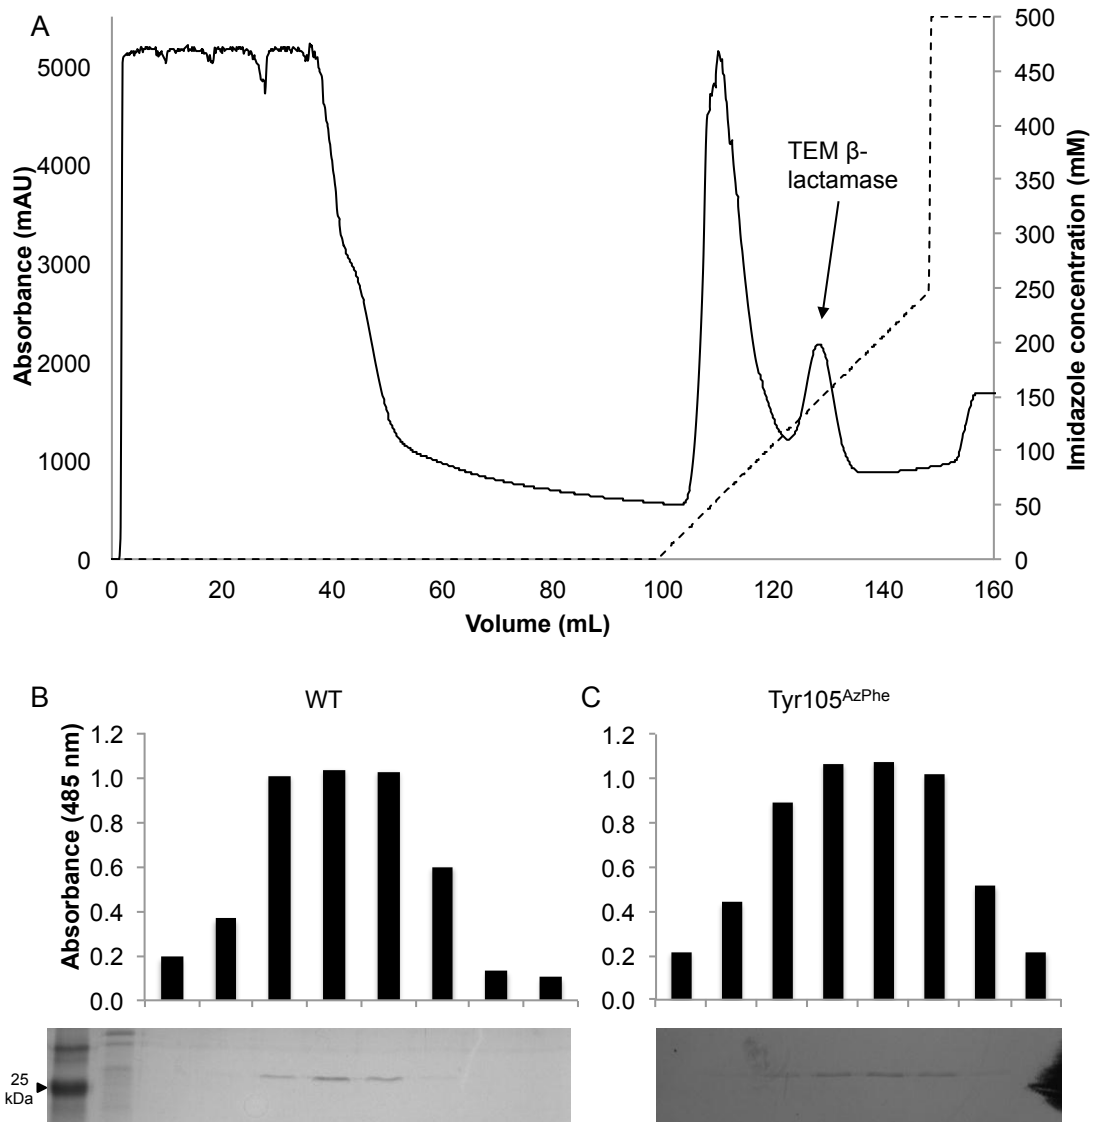 A
5000
4000
3000
2000
1000
0
Absorbance (mAU)
500
450
400
350
300
250
200
150
100
50
0
Imidazole concentration (mM)
TEM β-
lactamase
0 20 40 60 80 100 120 140 160
Volume (mL)
B WT
Absorbance (485 nm)
1.2
1.0
0.8
0.6
0.4
0.2
0.0
25
kDa
C Tyr105AzPhe
1.2
1.0
0.8
0.6
0.4
0.2
0.0